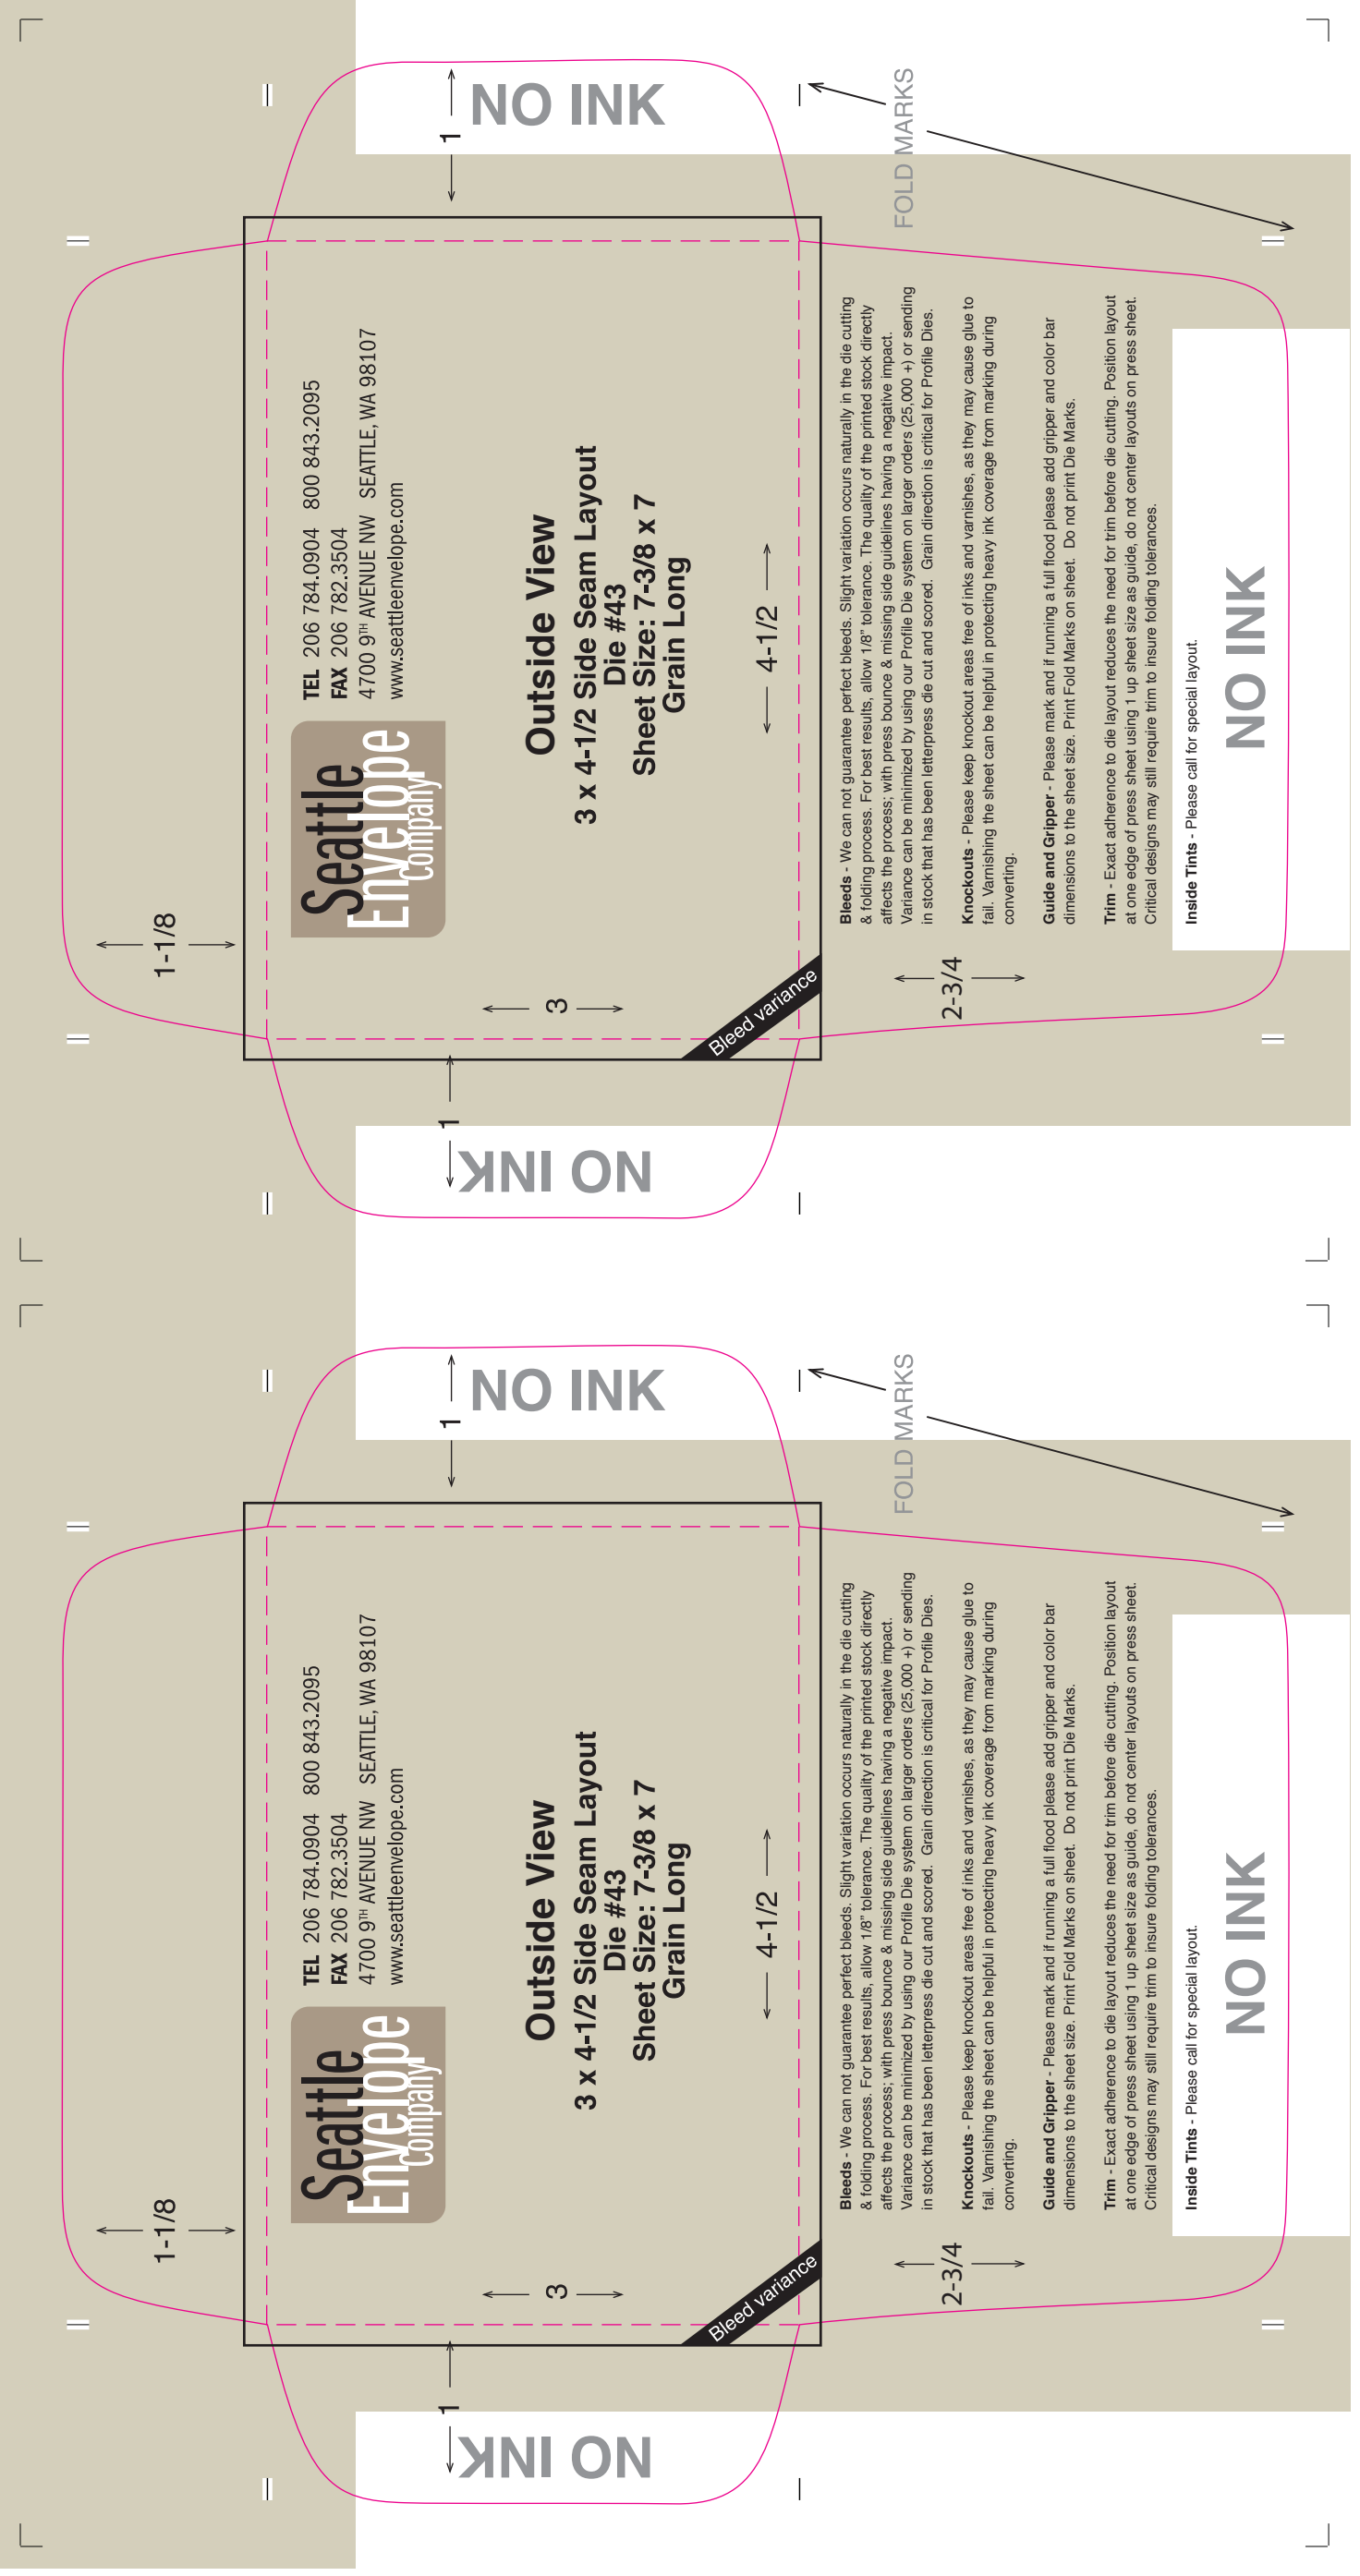 NO INK
1
FOLD MARKS
1-1/8
Seattle
Envelope
Company
TEL 206 784.0904 800 843.2095
FAX 206 782.3504
4700 9TH AVENUE NW SEATTLE, WA 98107
www.seattleenvelope.com
Outside View
3 x 4-1/2 Side Seam Layout
Die #43
Sheet Size: 7-3/8 x 7
Grain Long
3
4-1/2
Bleed variance
2-3/4
Bleeds - We can not guarantee perfect bleeds. Slight variation occurs naturally in the die cutting
& folding process. For best results, allow 1/8” tolerance. The quality of the printed stock directly
affects the process; with press bounce & missing side guidelines having a negative impact.
Variance can be minimized by using our Profile Die system on larger orders (25,000 +) or sending
in stock that has been letterpress die cut and scored. Grain direction is critical for Profile Dies.
Knockouts - Please keep knockout areas free of inks and varnishes, as they may cause glue to
fail. Varnishing the sheet can be helpful in protecting heavy ink coverage from marking during
converting.
Guide and Gripper - Please mark and if running a full flood please add gripper and color bar
dimensions to the sheet size. Print Fold Marks on sheet. Do not print Die Marks.
Trim - Exact adherence to die layout reduces the need for trim before die cutting. Position layout
at one edge of press sheet using 1 up sheet size as guide, do not center layouts on press sheet.
Critical designs may still require trim to insure folding tolerances.
Inside Tints - Please call for special layout.
NO INK
1
NO INK
NO INK
1
FOLD MARKS
1-1/8
Seattle
Envelope
Company
TEL 206 784.0904 800 843.2095
FAX 206 782.3504
4700 9TH AVENUE NW SEATTLE, WA 98107
www.seattleenvelope.com
Outside View
3 x 4-1/2 Side Seam Layout
Die #43
Sheet Size: 7-3/8 x 7
Grain Long
3
4-1/2
Bleed variance
2-3/4
Bleeds - We can not guarantee perfect bleeds. Slight variation occurs naturally in the die cutting
& folding process. For best results, allow 1/8” tolerance. The quality of the printed stock directly
affects the process; with press bounce & missing side guidelines having a negative impact.
Variance can be minimized by using our Profile Die system on larger orders (25,000 +) or sending
in stock that has been letterpress die cut and scored. Grain direction is critical for Profile Dies.
Knockouts - Please keep knockout areas free of inks and varnishes, as they may cause glue to
fail. Varnishing the sheet can be helpful in protecting heavy ink coverage from marking during
converting.
Guide and Gripper - Please mark and if running a full flood please add gripper and color bar
dimensions to the sheet size. Print Fold Marks on sheet. Do not print Die Marks.
Trim - Exact adherence to die layout reduces the need for trim before die cutting. Position layout
at one edge of press sheet using 1 up sheet size as guide, do not center layouts on press sheet.
Critical designs may still require trim to insure folding tolerances.
Inside Tints - Please call for special layout.
NO INK
1
NO INK